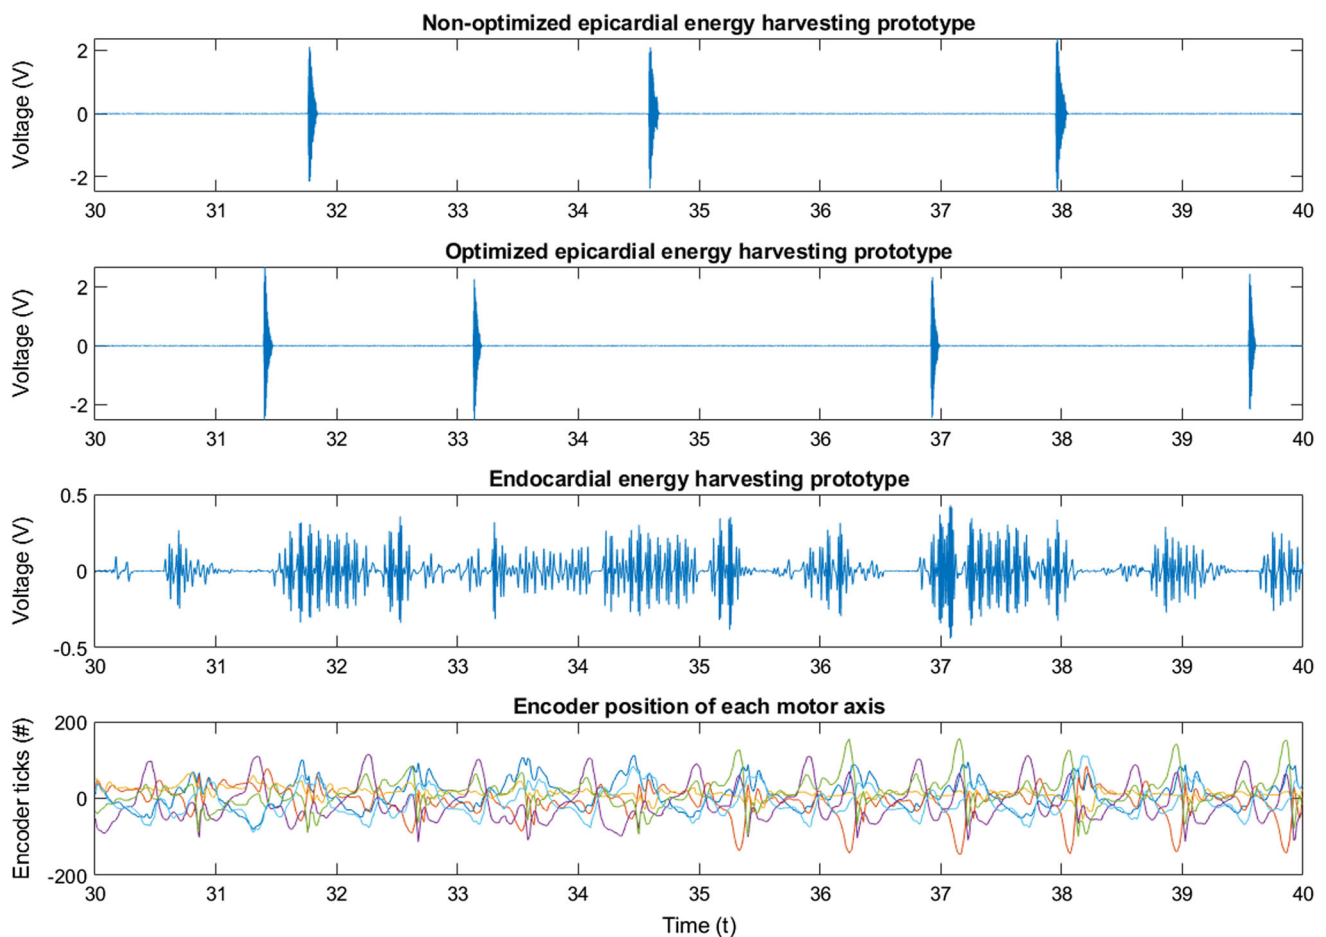 Non-optimized epicardial energy harvesting prototype
Voltage (V)
2
0
-2
30 31 32 33 34 35 36 37 38 39 40
Optimized epicardial energy harvesting prototype
Voltage (V)
2
0
-2
30 31 32 33 34 35 36 37 38 39 40
Endocardial energy harvesting prototype
Voltage (V)
0.5
0
-0.5
30 31 32 33 34 35 36 37 38 39 40
Encoder position of each motor axis
Encoder ticks (#)
200
0
-200
30 31 32 33 34 35 36 37 38 39 40
Time (t)